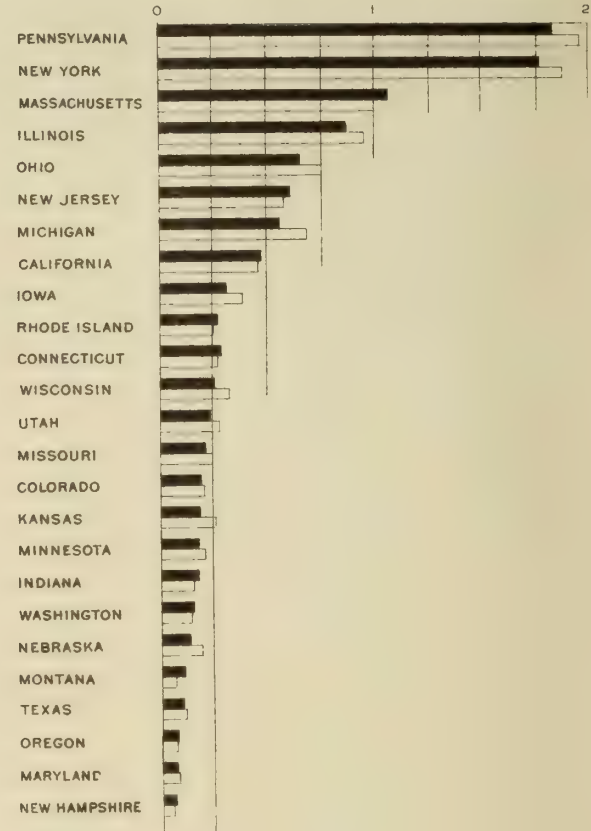 0 1 2
PENNSYLVANIA
NEW YORK
MASSACHUSETTS
ILLINOIS
OHIO
NEW JERSEY
MICHIGAN
CALIFORNIA
IOWA
RHODE ISLAND
CONNECTICUT
WISCONSIN
UTAH
MISSOURI
COLORADO
KANSAS
MINNESOTA
INDIANA
WASHINGTON
NEBRASKA
MONTANA
TEXAS
OREGON
MARYLAND
NEW HAMPSHIRE